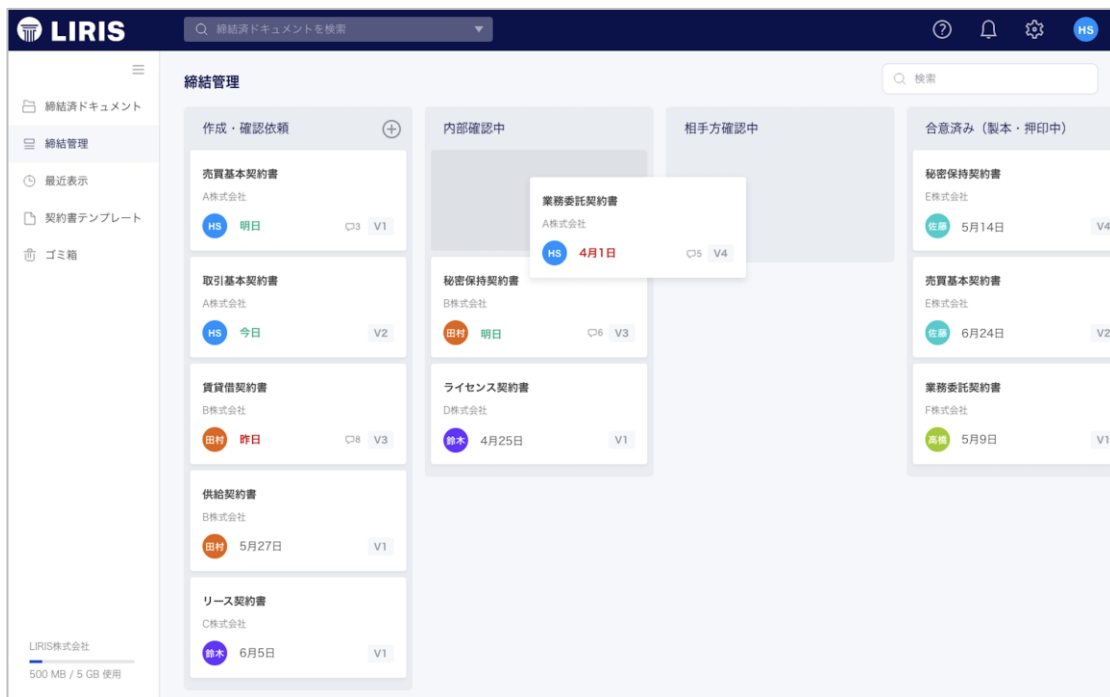 LIRIS
締結済ドキュメントを検索
HS
締結済ドキュメント
締結管理
最近表示
契約書テンプレート
ゴミ箱
LIRIS株式会社
500 MB / 5 GB 使用
締結管理
検索
作成・確認依頼
売買基本契約書
A株式会社
HS 明日 3 V1
取引基本契約書
A株式会社
HS 今日 V2
賃貸借契約書
B株式会社
田村 昨日 8 V3
供給契約書
B株式会社
田村 5月27日 V1
リース契約書
C株式会社
鈴木 6月5日 V1
内部確認中
業務委託契約書
A株式会社
HS 4月1日 5 V4
秘密保持契約書
B株式会社
田村 明日 6 V3
ライセンス契約書
D株式会社
鈴木 4月25日 V1
相手方確認中
合意済み（製本・押印中）
秘密保持契約書
E株式会社
佐藤 5月14日 V4
売買基本契約書
E株式会社
佐藤 6月24日 V2
業務委託契約書
F株式会社
高橋 5月9日 V1